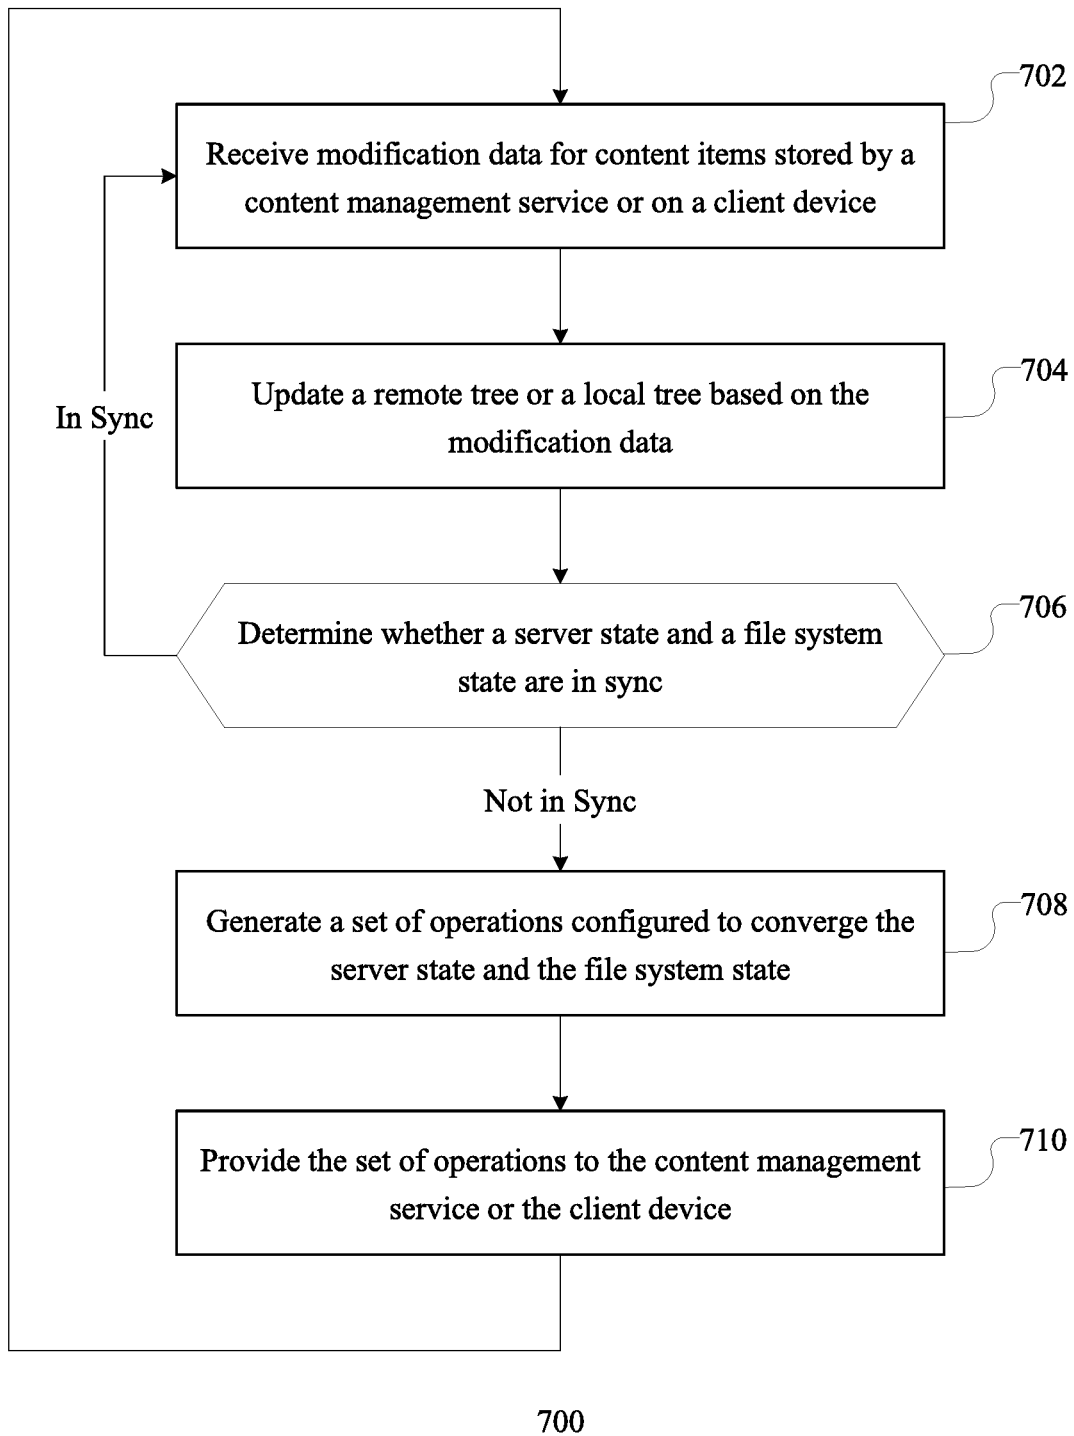 702
Receive modification data for content items stored by a
content management service or on a client device
704
Update a remote tree or a local tree based on the
modification data
In Sync
706
Determine whether a server state and a file system
state are in sync
Not in Sync
708
Generate a set of operations configured to converge the
server state and the file system state
710
Provide the set of operations to the content management
service or the client device
700